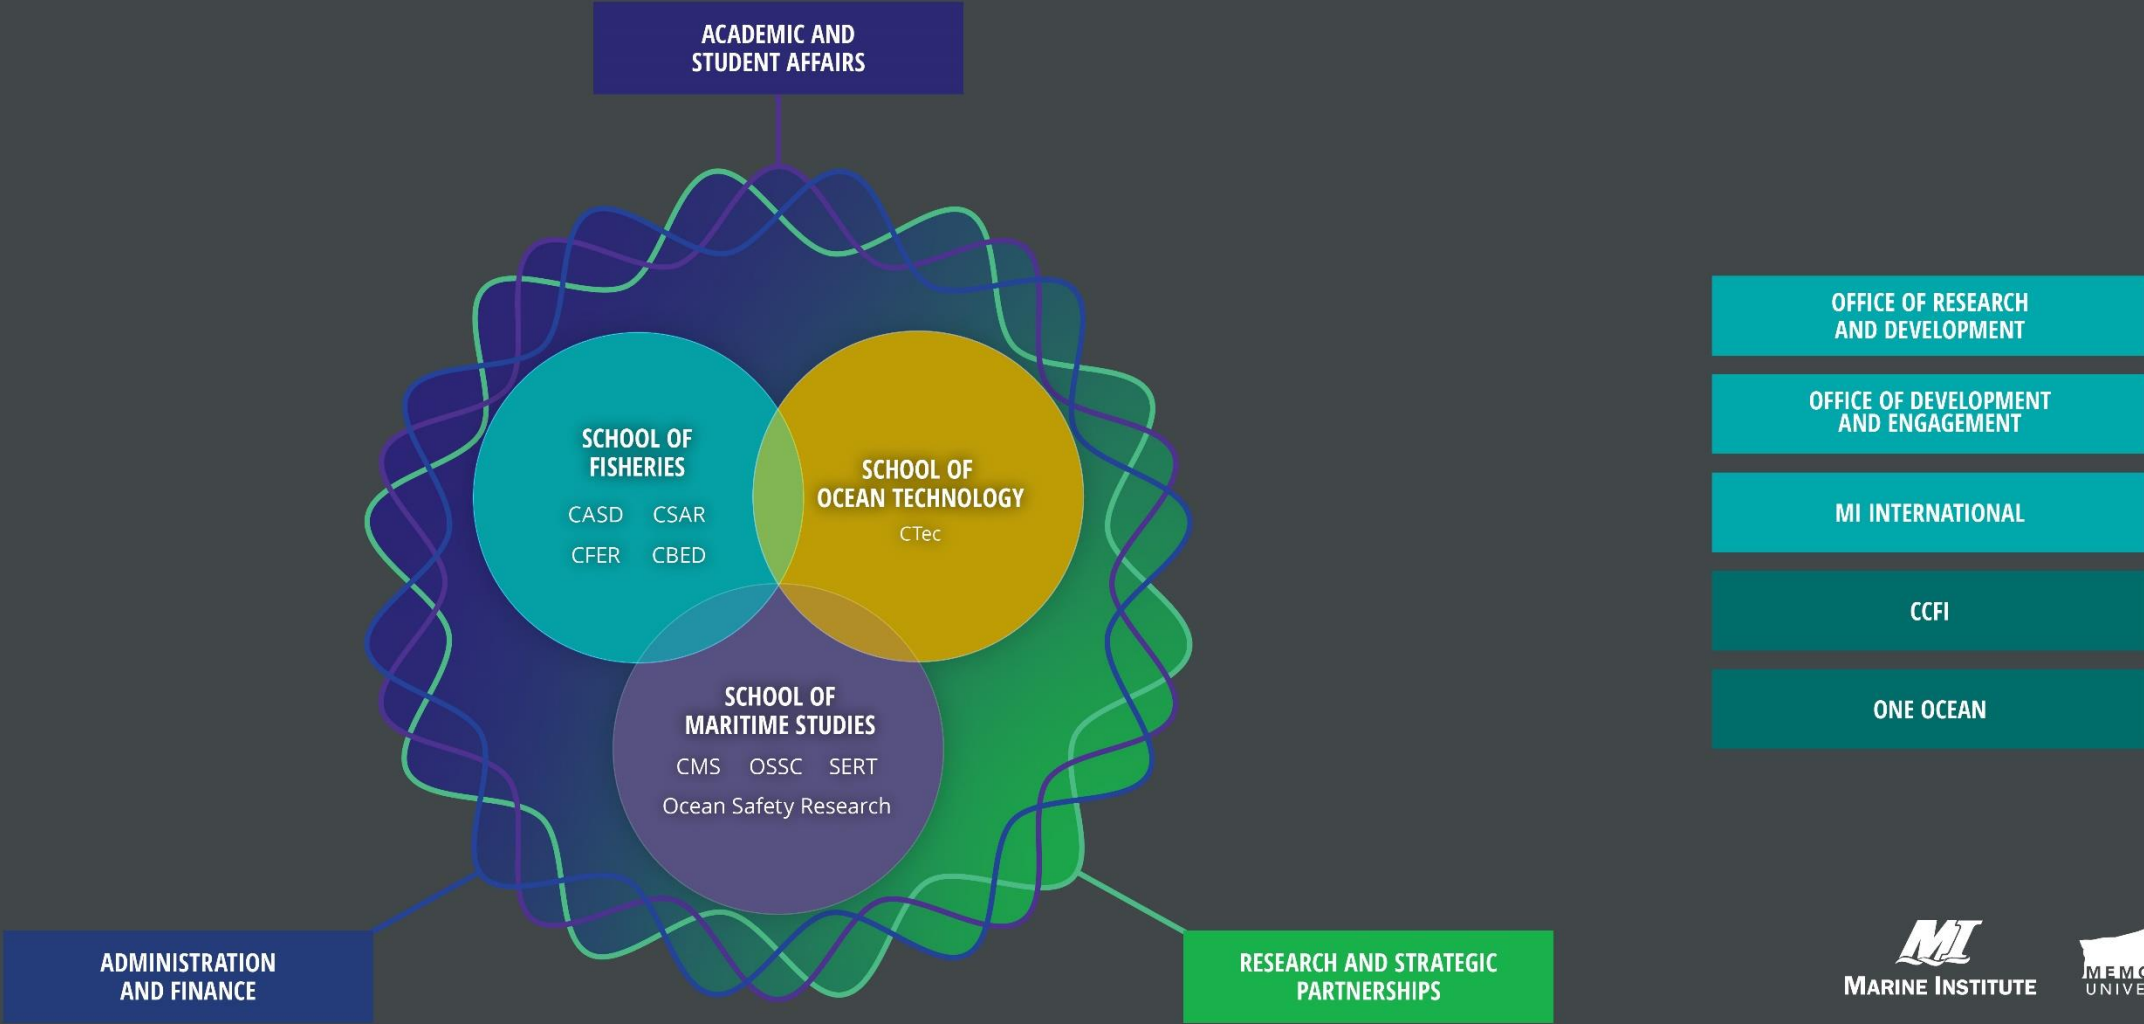 ACADEMIC AND
STUDENT AFFAIRS
SCHOOL OF
FISHERIES
CASD CSAR
CFER CBED
SCHOOL OF
OCEAN TECHNOLOGY
CTec
SCHOOL OF
MARITIME STUDIES
CMS OSSC SERT
Ocean Safety Research
ADMINISTRATION
AND FINANCE
RESEARCH AND STRATEGIC
PARTNERSHIPS
OFFICE OF RESEARCH
AND DEVELOPMENT
OFFICE OF DEVELOPMENT
AND ENGAGEMENT
MI INTERNATIONAL
CCFI
ONE OCEAN
MI
MARINE INSTITUTE